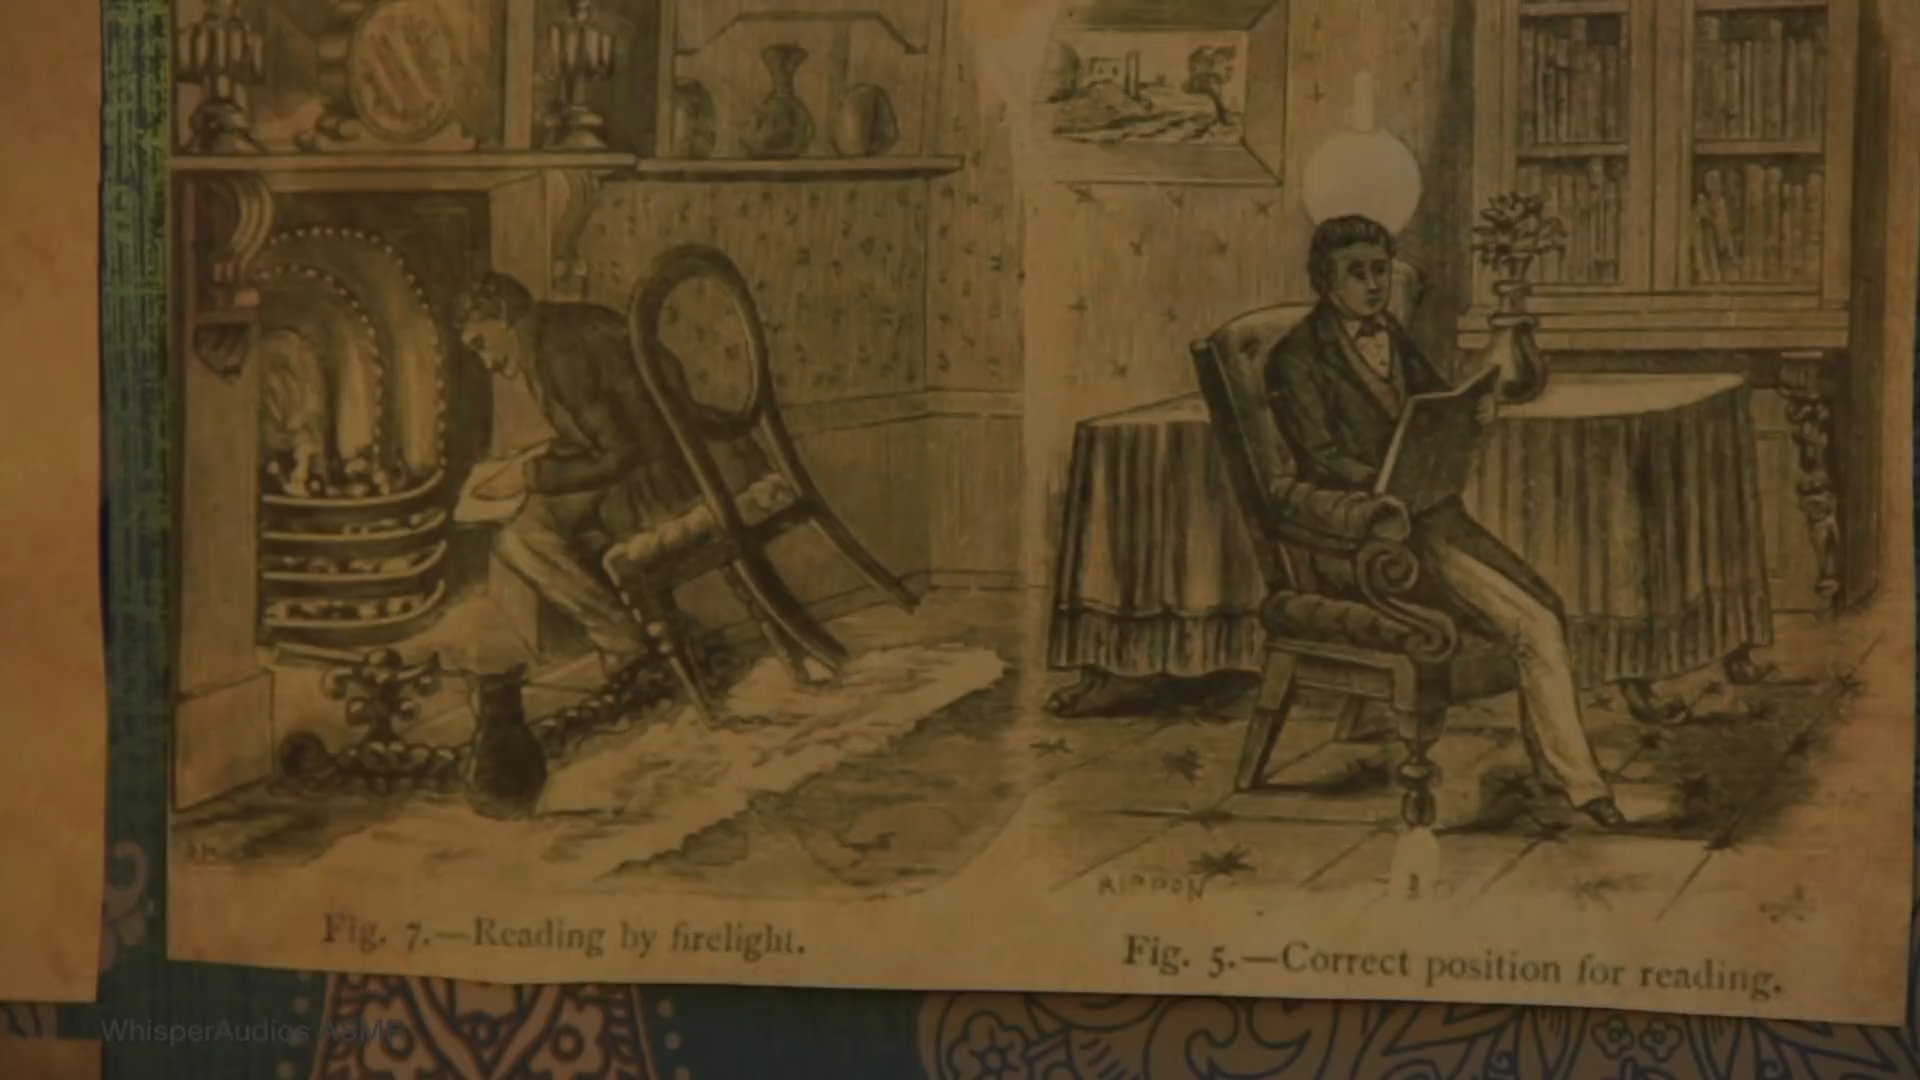 RIPPON
Fig. 7.—Reading by firelight.
Fig. 5.—Correct position for reading.
WhisperAudios ASMR